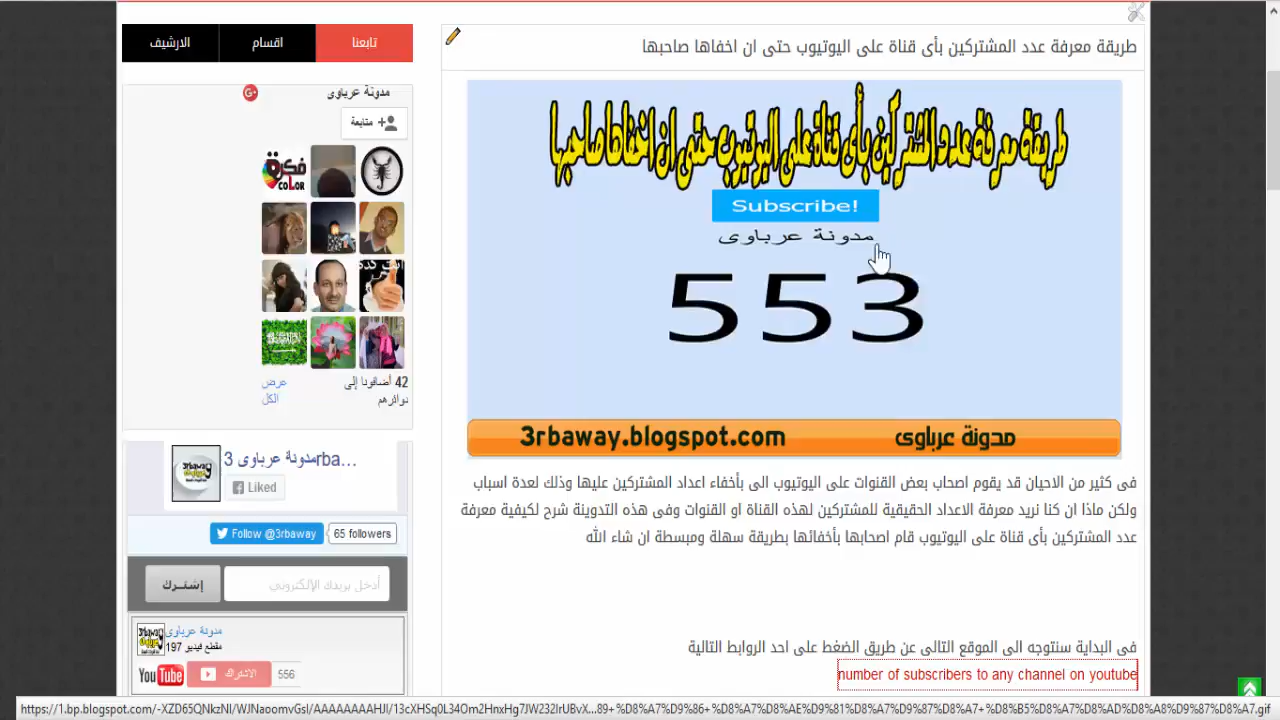 تابعنا
اقسام
الارشيف
طريقة معرفة عدد المشتركين بأى قناة على اليوتيوب حتى ان اخفاها صاحبها
طريقة معرفة عدد المشتركين بأى قناة على اليوتيوب حتى ان اخفاها صاحبها
Subscribe!
مدونة عرباوى
553
3rbaway.blogspot.com
مدونة عرباوى
فى كثير من الاحيان قد يقوم اصحاب بعض القنوات على اليوتيوب الى بأخفاء اعداد المشتركين عليها وذلك لعدة اسباب
ولكن ماذا ان كنا نريد معرفة الاعداد الحقيقية للمشتركين لهذه القناة او القنوات وفى هذه التدوينة شرح لكيفية معرفة
عدد المشتركين بأى قناة على اليوتيوب قام اصحابها بأخفائها بطريقة سهلة ومبسطة ان شاء الله
فى البداية سنتوجه الى الموقع التالى عن طريق الضغط على احد الروابط التالية
number of subscribers to any channel on youtube
مدونة عرباوى
متابعة
فكرة
COLOR
42 أضافونا إلى
دوائرهم
عرض
الكل
مدونة عرباوى 3rba...
Liked
Follow @3rbaway
65 followers
أدخل بريدك الإلكتروني
إشترك
مدونة عرباوى
197 مقطع فيديو
YouTube
الاشتراك
556